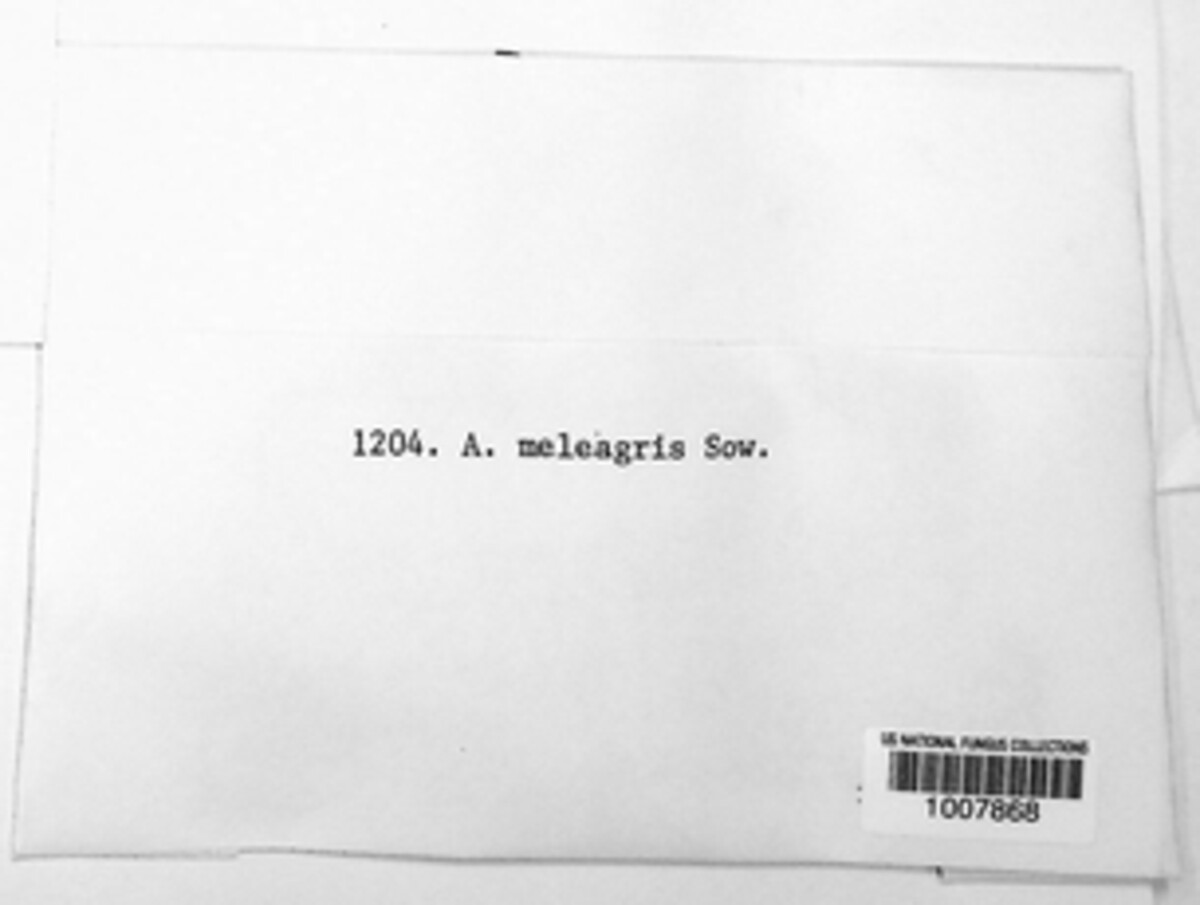 1204. A. meleagris Sow.
US NATIONAL FUNGUS COLLECTIONS
1007868